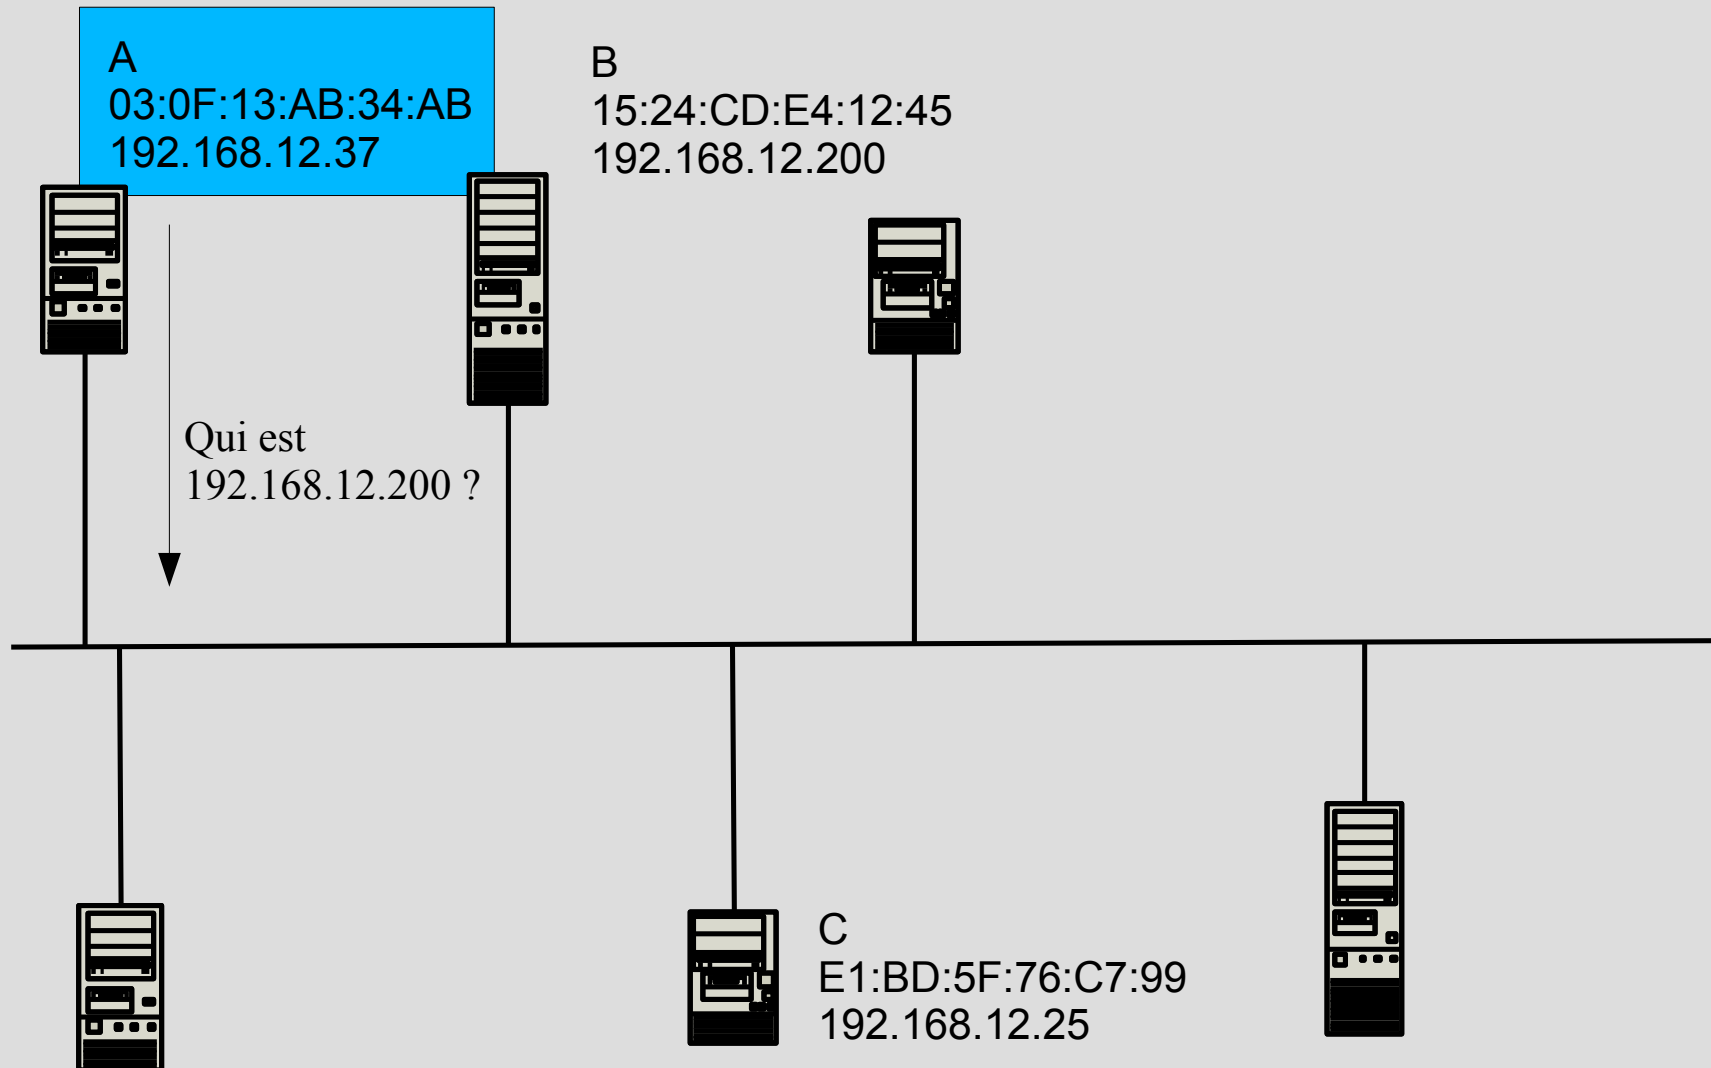 A
03:0F:13:AB:34:AB
192.168.12.37
B
15:24:CD:E4:12:45
192.168.12.200
Qui est
192.168.12.200 ?
C
E1:BD:5F:76:C7:99
192.168.12.25